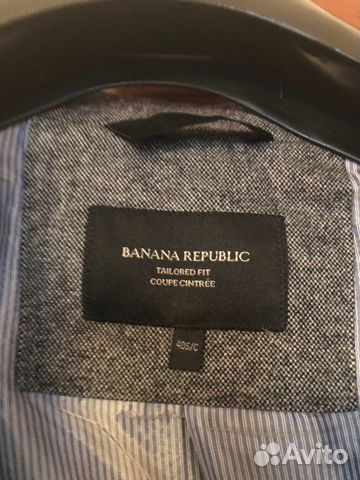 BANANA REPUBLIC
TAILORED FIT
COUPE CINTRÉE
40S/C
Avito